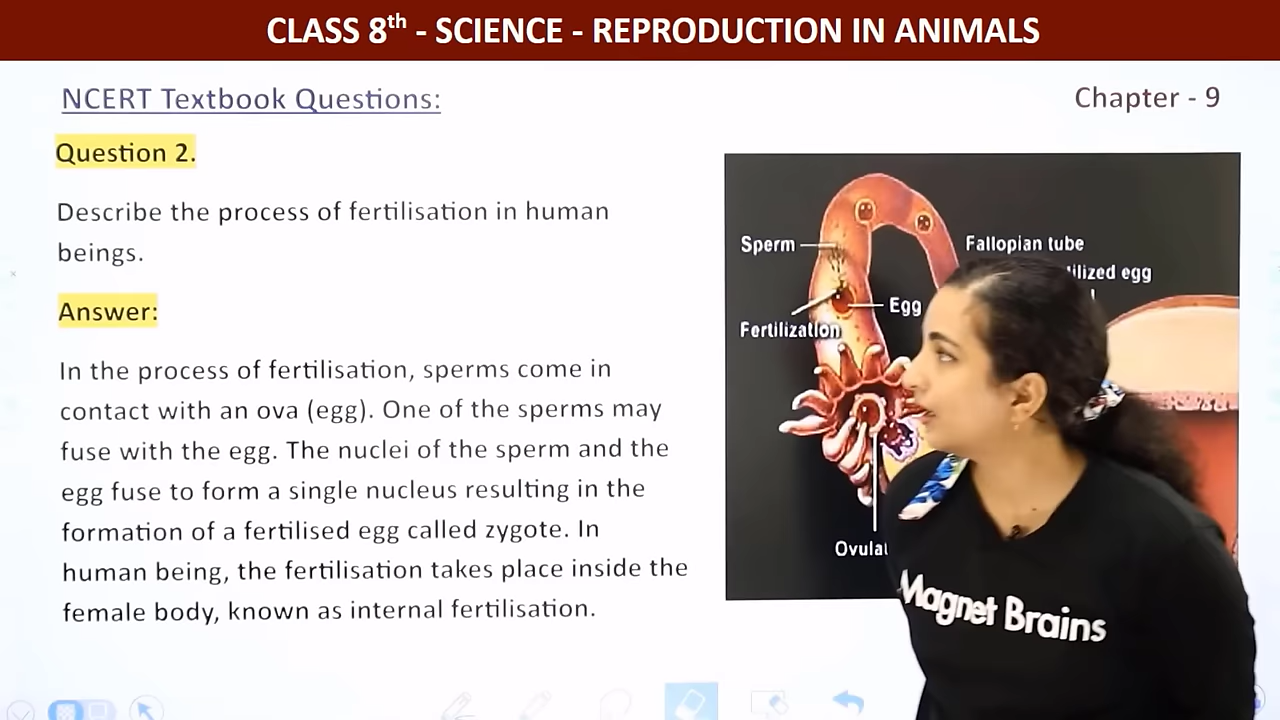 CLASS 8th - SCIENCE - REPRODUCTION IN ANIMALS
NCERT Textbook Questions:
Chapter - 9
Question 2.
Describe the process of fertilisation in human
beings.
Answer:
In the process of fertilisation, sperms come in
contact with an ova (egg). One of the sperms may
fuse with the egg. The nuclei of the sperm and the
egg fuse to form a single nucleus resulting in the
formation of a fertilised egg called zygote. In
human being, the fertilisation takes place inside the
female body, known as internal fertilisation.
Sperm
Fallopian tube
Egg
Fertilization
Magnet Brains